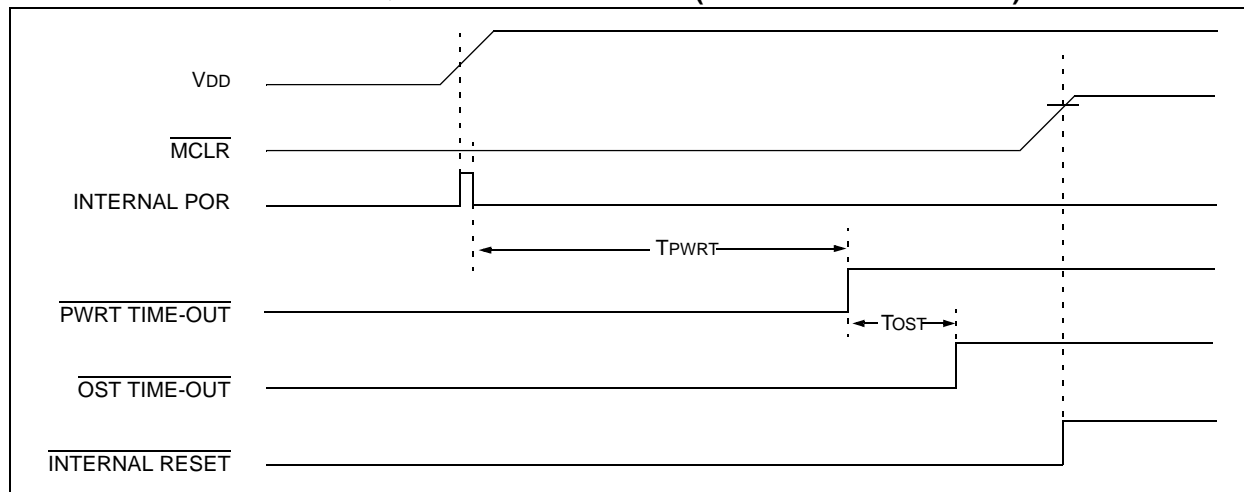 VDD
MCLR
INTERNAL POR
TPWRT
PWRT TIME-OUT
TOST
OST TIME-OUT
INTERNAL RESET